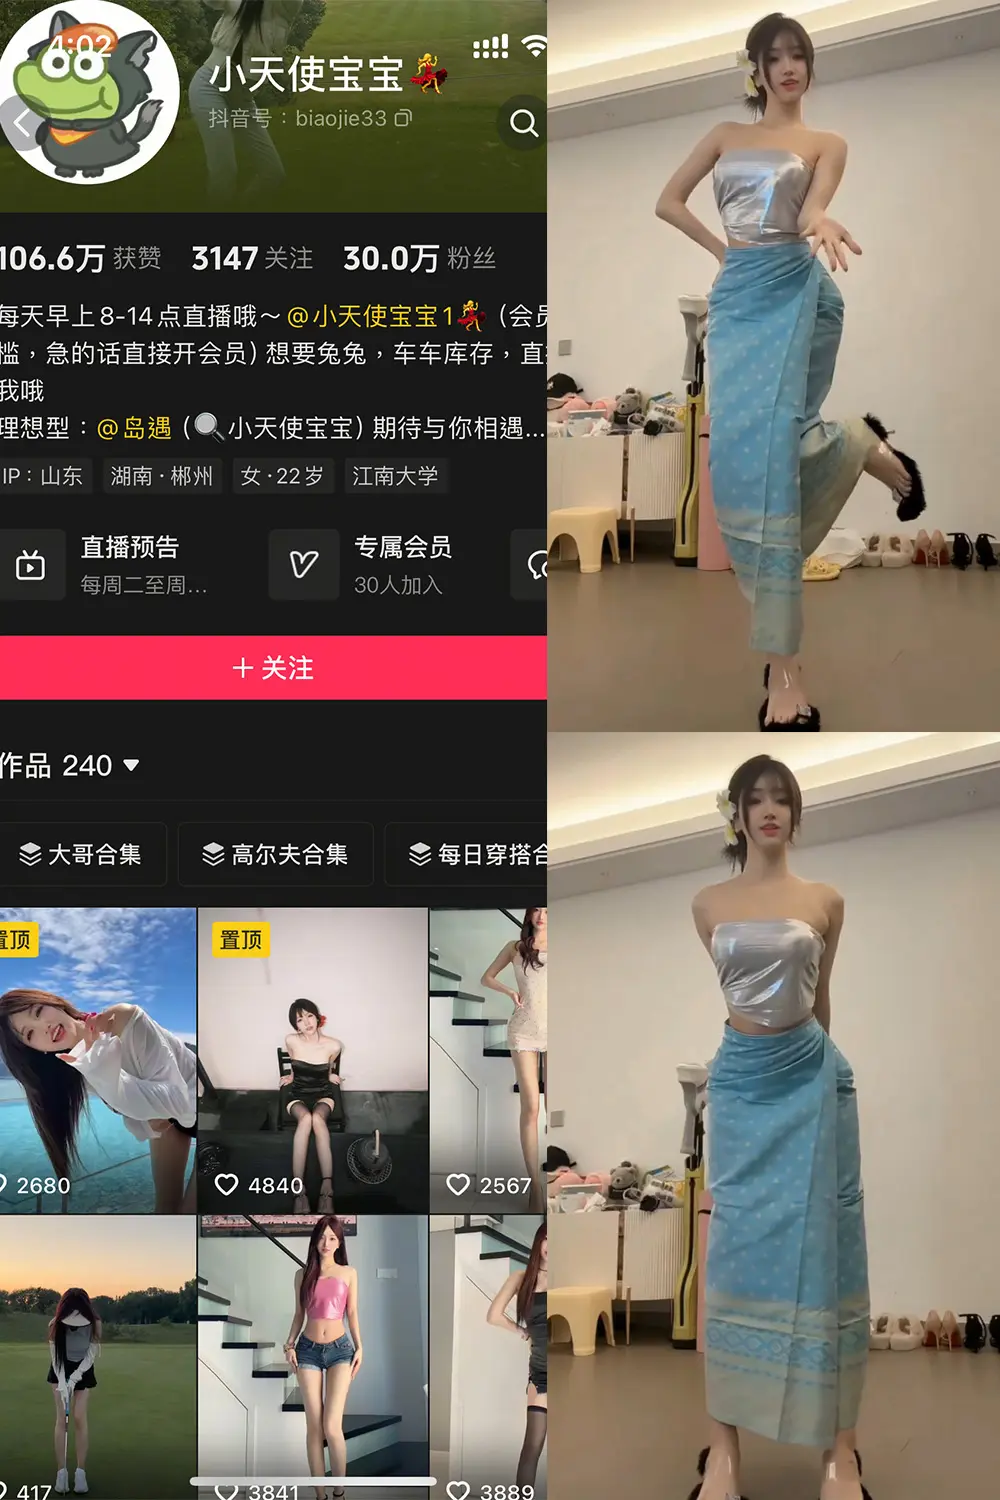 4:02
小天使宝宝💃
抖音号：biaojie33
106.6万 获赞 3147 关注 30.0万 粉丝
每天早上8-14点直播哦～@小天使宝宝1💃（会员
槛，急的话直接开会员）想要兔兔，车车库存，直
我哦
理想型：@岛遇（🔍小天使宝宝）期待与你相遇...
IP：山东 湖南·郴州 女·22岁 江南大学
直播预告
每周二至周...
专属会员
30人加入
＋关注
作品 240
大哥合集 高尔夫合集 每日穿搭合
置顶 置顶
2680 4840 2567
417 3841 3889